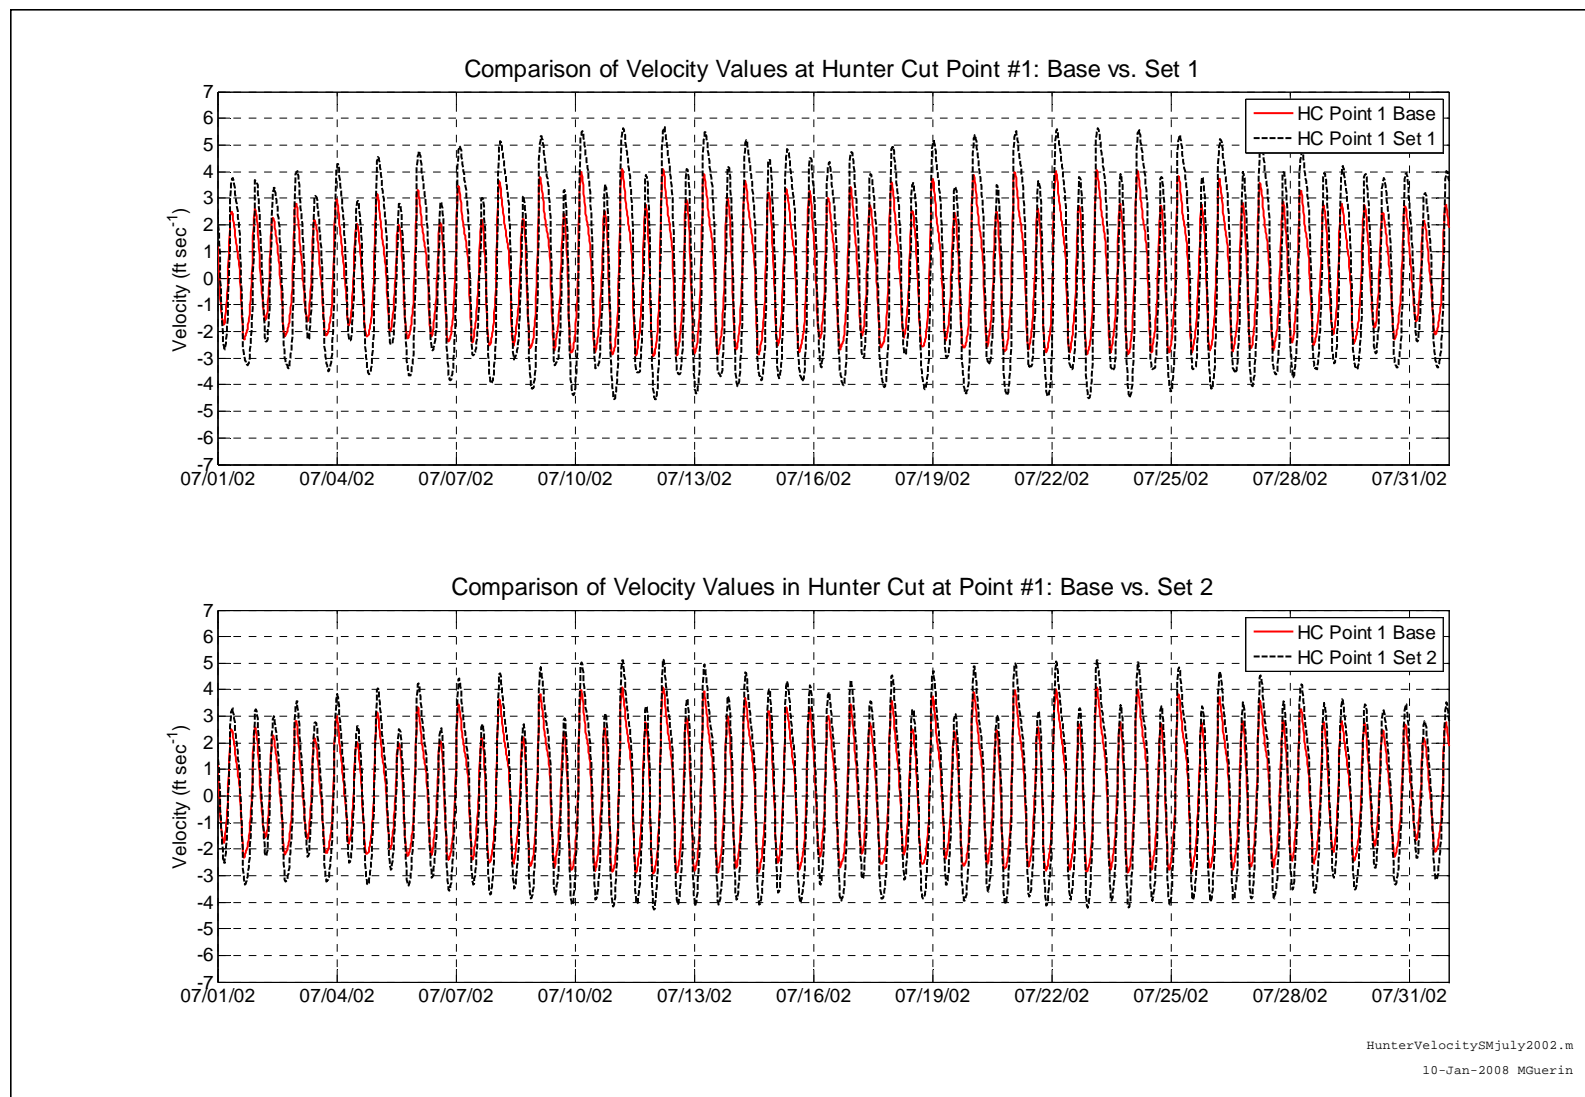 Comparison of Velocity Values at Hunter Cut Point #1: Base vs. Set 1
7
6
5
4
3
2
1
0
-1
-2
-3
-4
-5
-6
-7
Velocity (ft sec-1)
HC Point 1 Base
HC Point 1 Set 1
07/01/02 07/04/02 07/07/02 07/10/02 07/13/02 07/16/02 07/19/02 07/22/02 07/25/02 07/28/02 07/31/02
Comparison of Velocity Values in Hunter Cut at Point #1: Base vs. Set 2
7
6
5
4
3
2
1
0
-1
-2
-3
-4
-5
-6
-7
Velocity (ft sec-1)
HC Point 1 Base
HC Point 1 Set 2
07/01/02 07/04/02 07/07/02 07/10/02 07/13/02 07/16/02 07/19/02 07/22/02 07/25/02 07/28/02 07/31/02
HunterVelocitySMjuly2002.m
10-Jan-2008 MGuerin